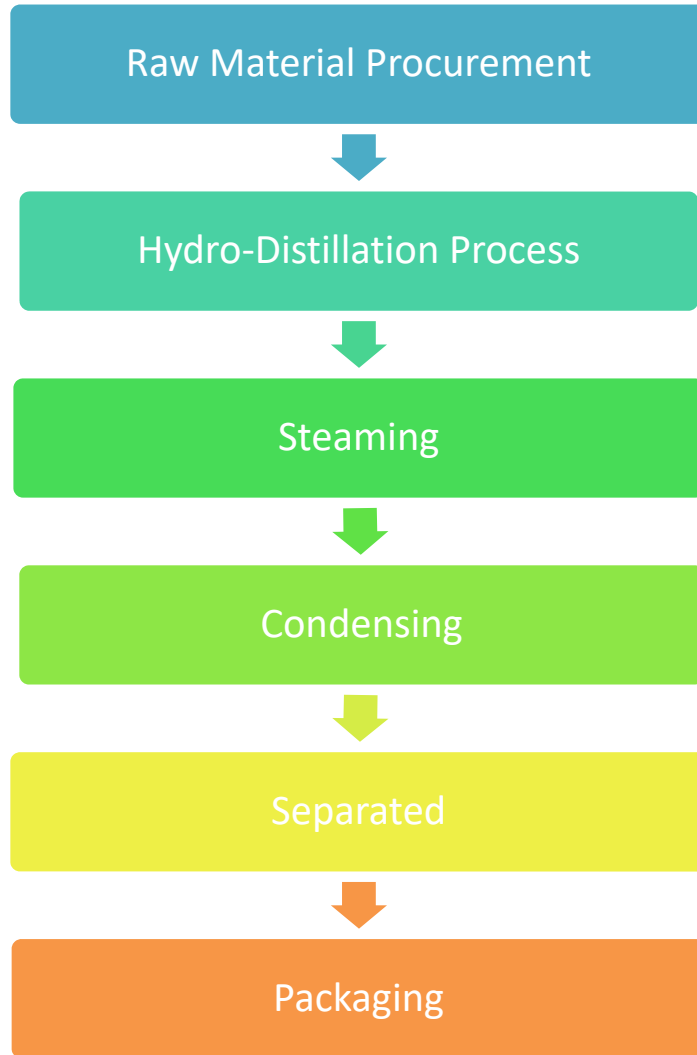 Raw Material Procurement
Hydro-Distillation Process
Steaming
Condensing
Separated
Packaging